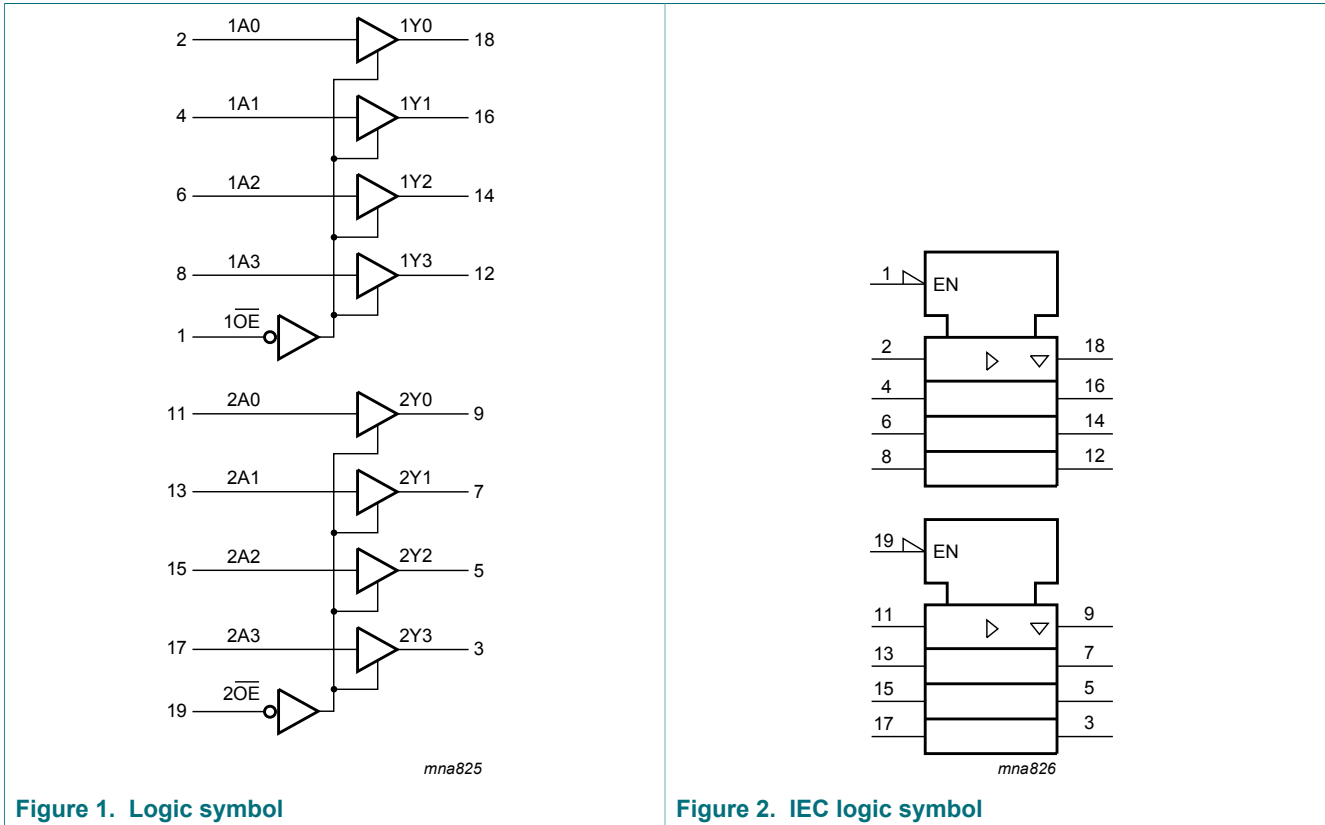 2 1A0 1Y0 18
4 1A1 1Y1 16
6 1A2 1Y2 14
8 1A3 1Y3 12
1 1O̅E̅
11 2A0 2Y0 9
13 2A1 2Y1 7
15 2A2 2Y2 5
17 2A3 2Y3 3
19 2O̅E̅
mna825
Figure 1. Logic symbol
1 EN
2 18
4 16
6 14
8 12
19 EN
11 9
13 7
15 5
17 3
mna826
Figure 2. IEC logic symbol